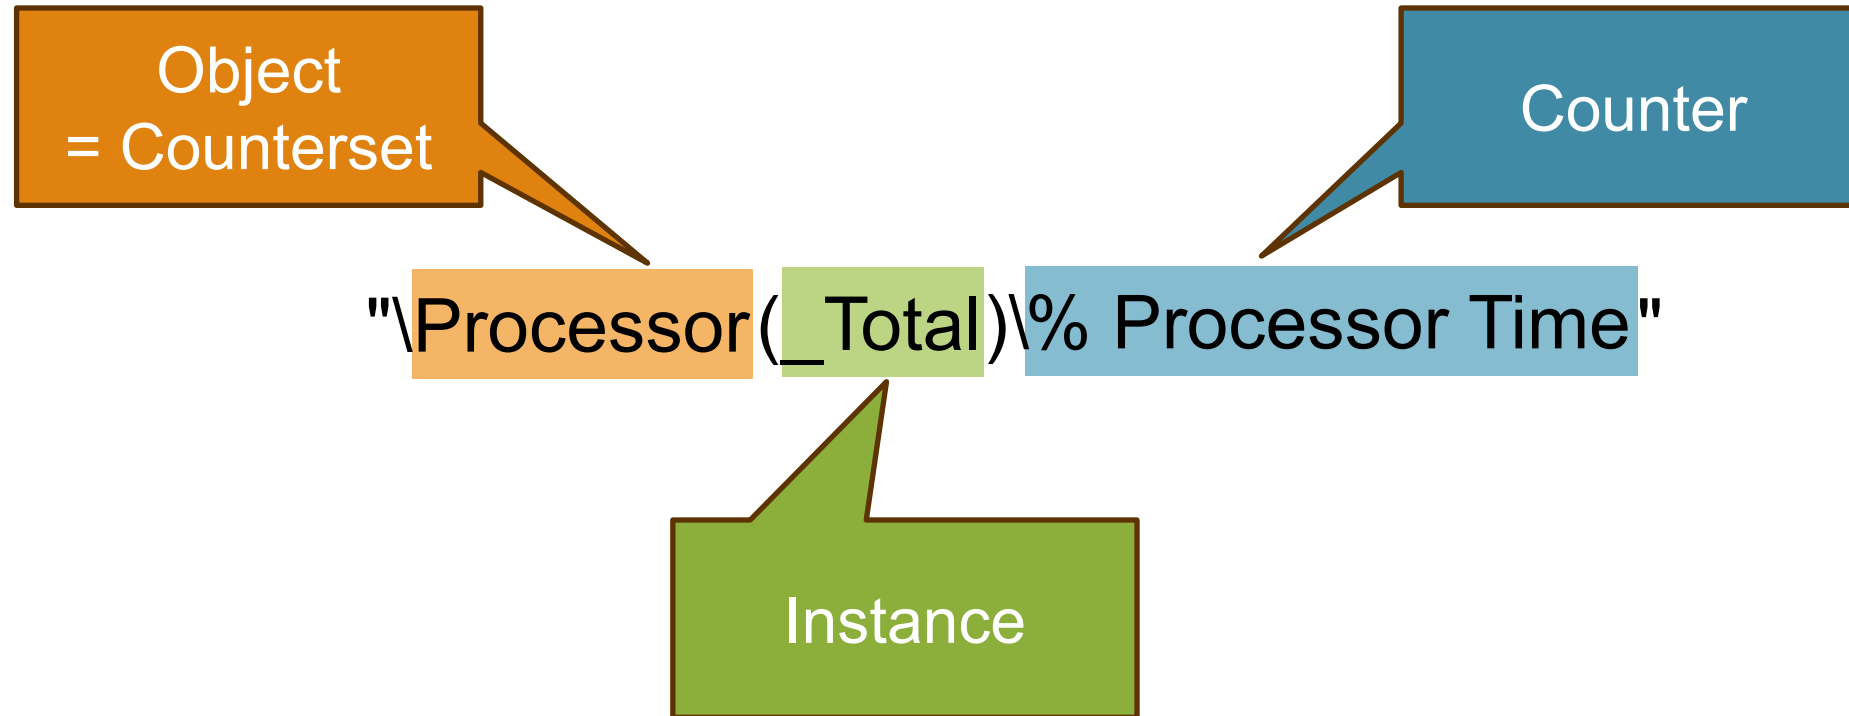 Object
= Counterset
Counter
"\Processor(_Total)\% Processor Time"
Instance